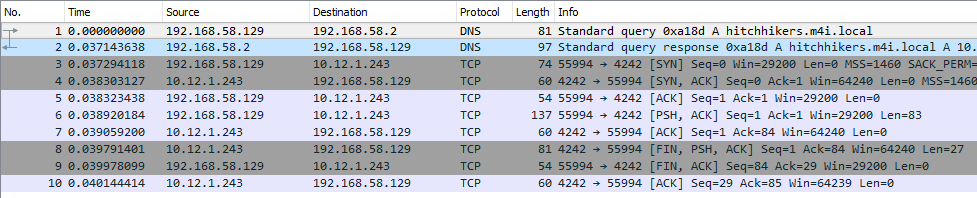 No. Time Source Destination Protocol Length Info
1 0.000000000 192.168.58.129 192.168.58.2 DNS 81 Standard query 0xa18d A hitchhikers.m4i.local
2 0.037143638 192.168.58.2 192.168.58.129 DNS 97 Standard query response 0xa18d A hitchhikers.m4i.local A 10.
3 0.037294118 192.168.58.129 10.12.1.243 TCP 74 55994 → 4242 [SYN] Seq=0 Win=29200 Len=0 MSS=1460 SACK_PERM=
4 0.038303127 10.12.1.243 192.168.58.129 TCP 60 4242 → 55994 [SYN, ACK] Seq=0 Ack=1 Win=64240 Len=0 MSS=1460
5 0.038323438 192.168.58.129 10.12.1.243 TCP 54 55994 → 4242 [ACK] Seq=1 Ack=1 Win=29200 Len=0
6 0.038920184 192.168.58.129 10.12.1.243 TCP 137 55994 → 4242 [PSH, ACK] Seq=1 Ack=1 Win=29200 Len=83
7 0.039059200 10.12.1.243 192.168.58.129 TCP 60 4242 → 55994 [ACK] Seq=1 Ack=84 Win=64240 Len=0
8 0.039791401 10.12.1.243 192.168.58.129 TCP 81 4242 → 55994 [FIN, PSH, ACK] Seq=1 Ack=84 Win=64240 Len=27
9 0.039978099 192.168.58.129 10.12.1.243 TCP 54 55994 → 4242 [FIN, ACK] Seq=84 Ack=29 Win=29200 Len=0
10 0.040144414 10.12.1.243 192.168.58.129 TCP 60 4242 → 55994 [ACK] Seq=29 Ack=85 Win=64239 Len=0